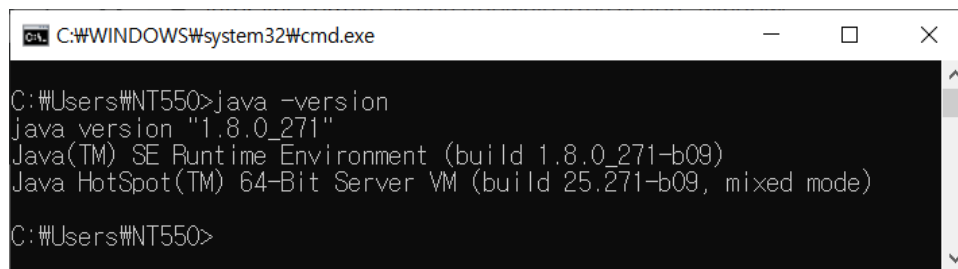 C:₩WINDOWS₩system32₩cmd.exe
C:₩Users₩NT550>java -version
java version "1.8.0_271"
Java(TM) SE Runtime Environment (build 1.8.0_271-b09)
Java HotSpot(TM) 64-Bit Server VM (build 25.271-b09, mixed mode)
C:₩Users₩NT550>